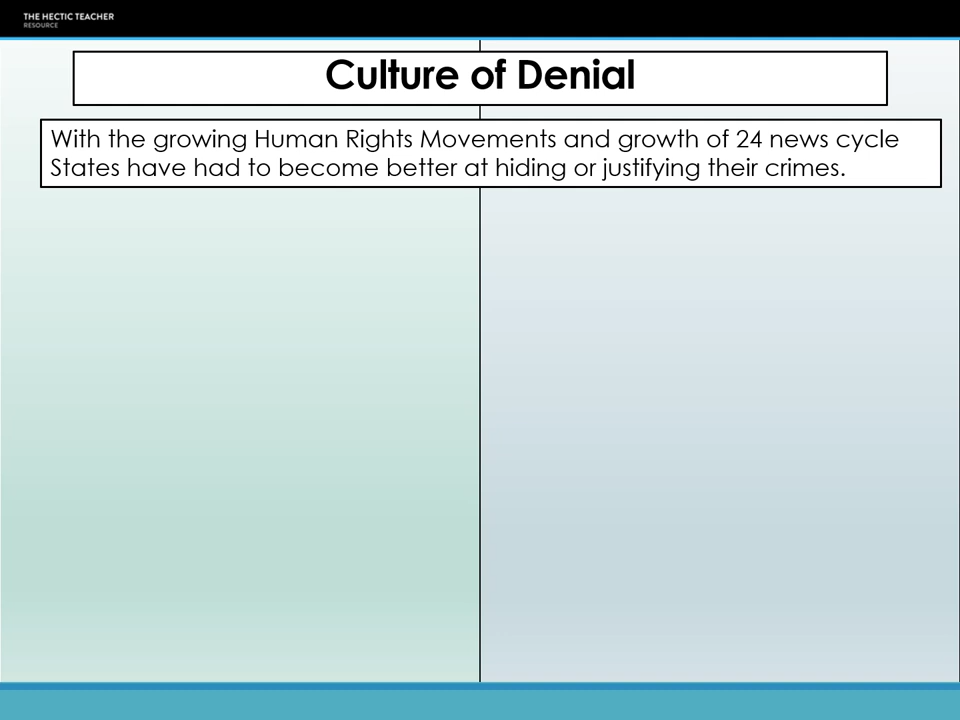 THE HECTIC TEACHER
RESOURCE
Culture of Denial
With the growing Human Rights Movements and growth of 24 news cycle
States have had to become better at hiding or justifying their crimes.